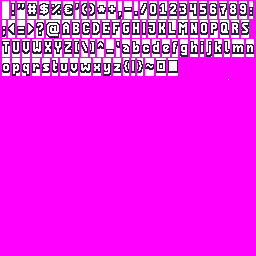 !"#$%&'()*+,-./0123456789:
;<=>?@ABCDEFGHIJKLMNOPQRS
TUVWXYZ[\]^_`abcdefghijklmn
opqrstuvwxyz{|}~